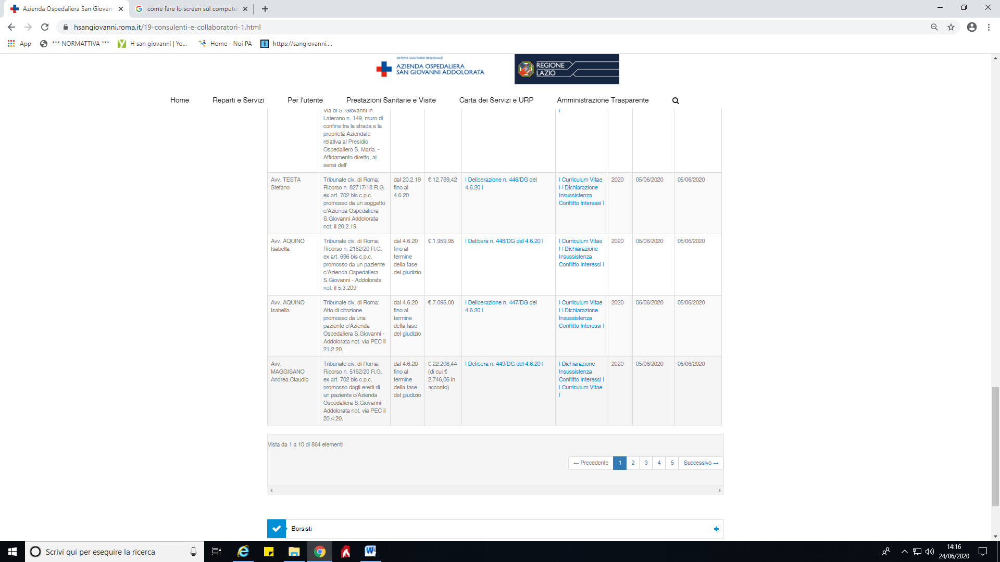 Azienda Ospedaliera San Giovann
come fare lo screen sul computer
hsangiovanni.roma.it/19-consulenti-e-collaboratori-1.html
App
*** NORMATTIVA ***
H san giovanni | Yo...
Home - Noi PA
https://sangiovanni....
SISTEMA SANITARIO REGIONALE
AZIENDA OSPEDALIERA
SAN GIOVANNI ADDOLORATA
REGIONE
LAZIO
Home
Reparti e Servizi
Per l'utente
Prestazioni Sanitarie e Visite
Carta dei Servizi e URP
Amministrazione Trasparente
Via di S. Giovanni in
Laterano n. 149, muro di
confine tra la strada e la
proprietà Aziendale
relativa al Presidio
Ospedaliero S. Maria. -
Affidamento diretto, ai
sensi dell'
|
Avv. TESTA
Stefano
Tribunale civ. di Roma:
Ricorso n. 82717/18 R.G.
ex art. 702 bis c.p.c.
promosso da un soggetto
c/Azienda Ospedaliera
S.Giovanni Addolorata
not. il 20.2.19.
dal 20.2.19
fino al
4.6.20
€ 12.789,42
| Deliberazione n. 446/DG del
4.6.20 |
| Curriculum Vitae
| | Dichiarazione
Insussistenza
Conflitto Interessi |
2020
05/06/2020
05/06/2020
Avv. AQUINO
Isabella
Tribunale civ. di Roma:
Ricorso n. 2182/20 R.G.
ex art. 696 bis c.p.c.
promosso da un paziente
c/Azienda Ospedaliera
S.Giovanni - Addolorata
not. il 5.3.209.
dal 4.6.20
fino al
termine
della fase
del giudizio
€ 1.959,95
| Delibera n. 448/DG del 4.6.20 |
| Curriculum Vitae
| | Dichiarazione
Insussistenza
Conflitto Interessi |
2020
05/06/2020
05/06/2020
Avv. AQUINO
Isabella
Tribunale civ. di Roma:
Atto di citazione
promosso da una
paziente c/Azienda
Ospedaliera S.Giovanni -
Addolorata not. via PEC il
21.2.20.
dal 4.6.20
fino al
termine
della fase
del giudizio
€ 7.096,00
| Deliberazione n. 447/DG del
4.6.20 |
| Curriculum Vitae
| | Dichiarazione
Insussistenza
Conflitto Interessi |
2020
05/06/2020
05/06/2020
Avv.
MAGGISANO
Andrea Claudio
Tribunale civ. di Roma:
Ricorso n. 5162/20 R.G.
ex art. 702 bis c.p.c.
promosso dagli eredi di
un paziente c/Azienda
Ospedaliera S.Giovanni -
Addolorata not. via PEC il
20.4.20.
dal 4.6.20
fino al
termine
della fase
del giudizio
€ 22.208,44
(di cui €
2.746,06 in
acconto)
| Delibera n. 449/DG del 4.6.20 |
| Dichiarazione
Insussistenza
Conflitto Interessi |
| Curriculum Vitae
|
2020
05/06/2020
05/06/2020
Vista da 1 a 10 di 864 elementi
← Precedente 1 2 3 4 5 Successivo →
Borsisti
Scrivi qui per eseguire la ricerca
14:16
24/06/2020